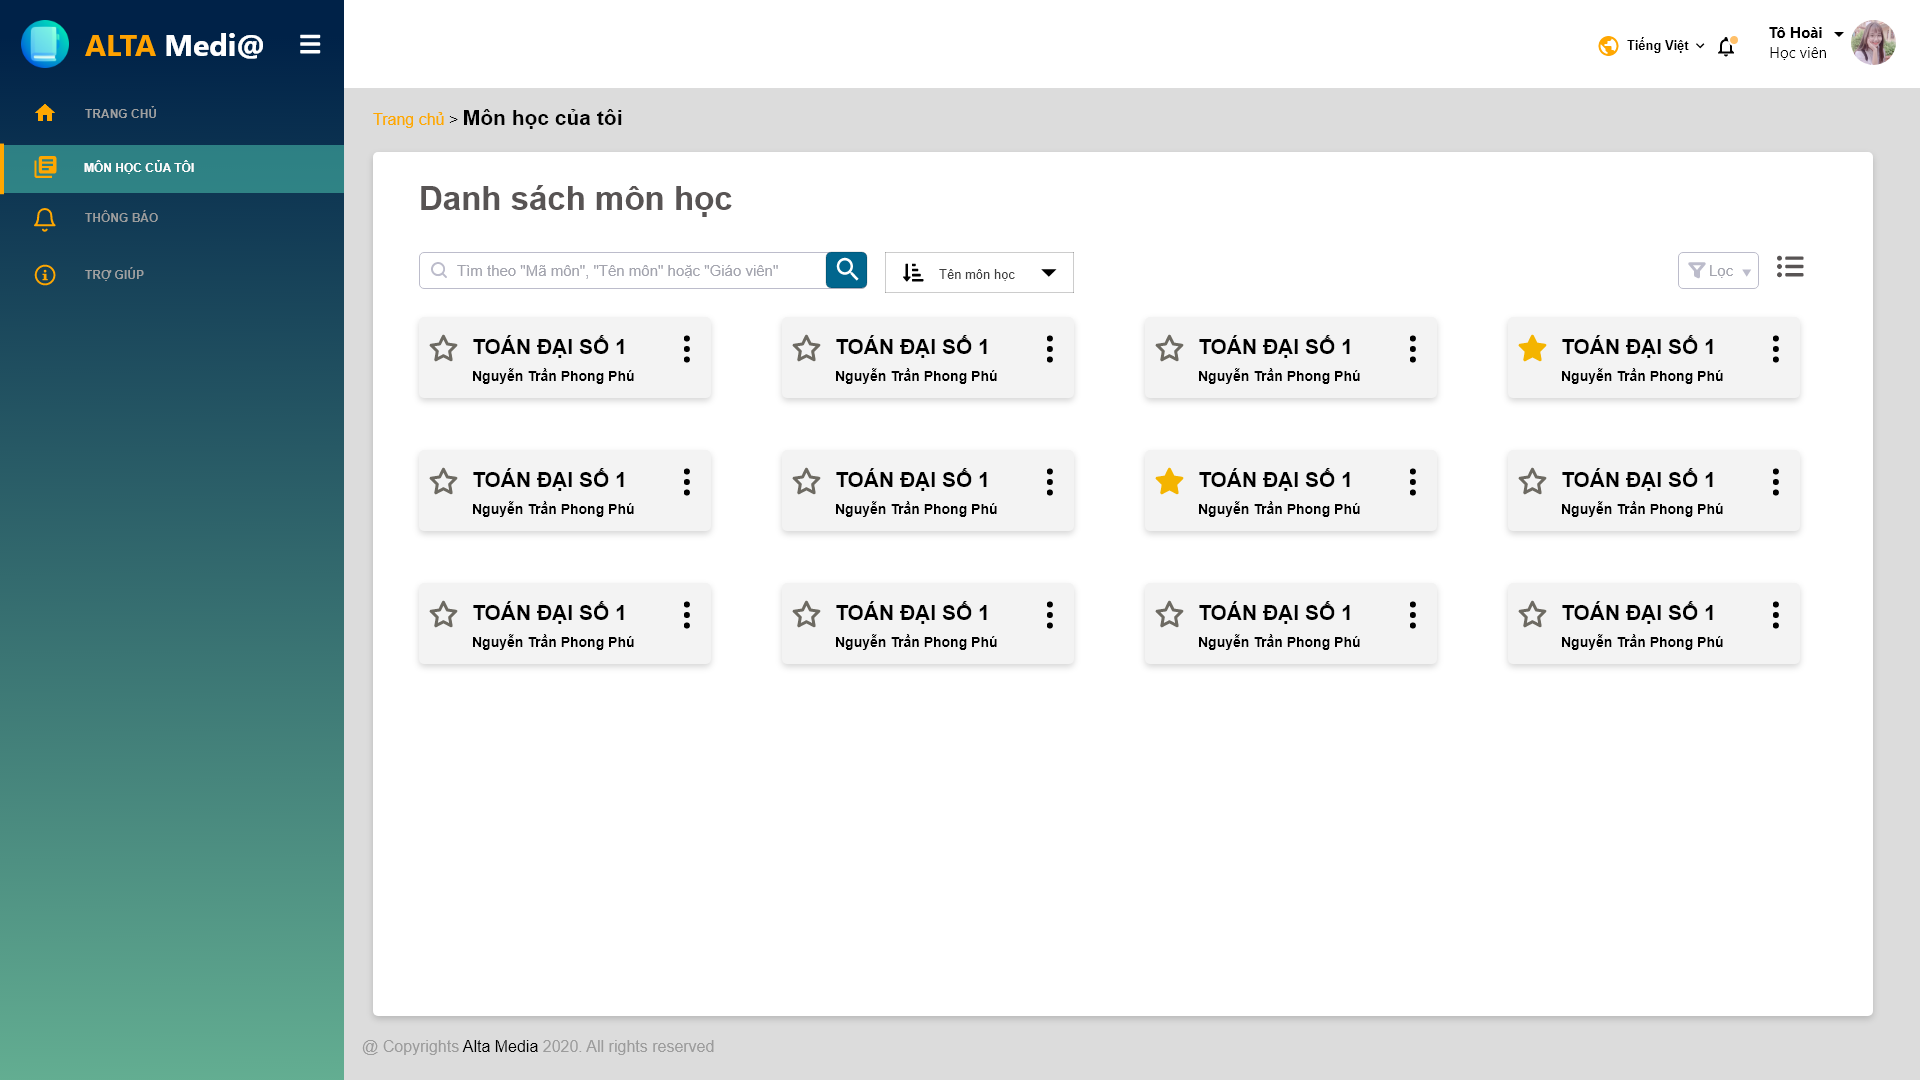 ALTA Medi@
Tiếng Việt
Tô Hoài
Học viên
TRANG CHỦ
MÔN HỌC CỦA TÔI
THÔNG BÁO
TRỢ GIÚP
Trang chủ > Môn học của tôi
Danh sách môn học
Tìm theo "Mã môn", "Tên môn" hoặc "Giáo viên"
Tên môn học
Lọc
TOÁN ĐẠI SỐ 1
Nguyễn Trần Phong Phú
TOÁN ĐẠI SỐ 1
Nguyễn Trần Phong Phú
TOÁN ĐẠI SỐ 1
Nguyễn Trần Phong Phú
TOÁN ĐẠI SỐ 1
Nguyễn Trần Phong Phú
TOÁN ĐẠI SỐ 1
Nguyễn Trần Phong Phú
TOÁN ĐẠI SỐ 1
Nguyễn Trần Phong Phú
TOÁN ĐẠI SỐ 1
Nguyễn Trần Phong Phú
TOÁN ĐẠI SỐ 1
Nguyễn Trần Phong Phú
TOÁN ĐẠI SỐ 1
Nguyễn Trần Phong Phú
TOÁN ĐẠI SỐ 1
Nguyễn Trần Phong Phú
TOÁN ĐẠI SỐ 1
Nguyễn Trần Phong Phú
TOÁN ĐẠI SỐ 1
Nguyễn Trần Phong Phú
@ Copyrights Alta Media 2020. All rights reserved